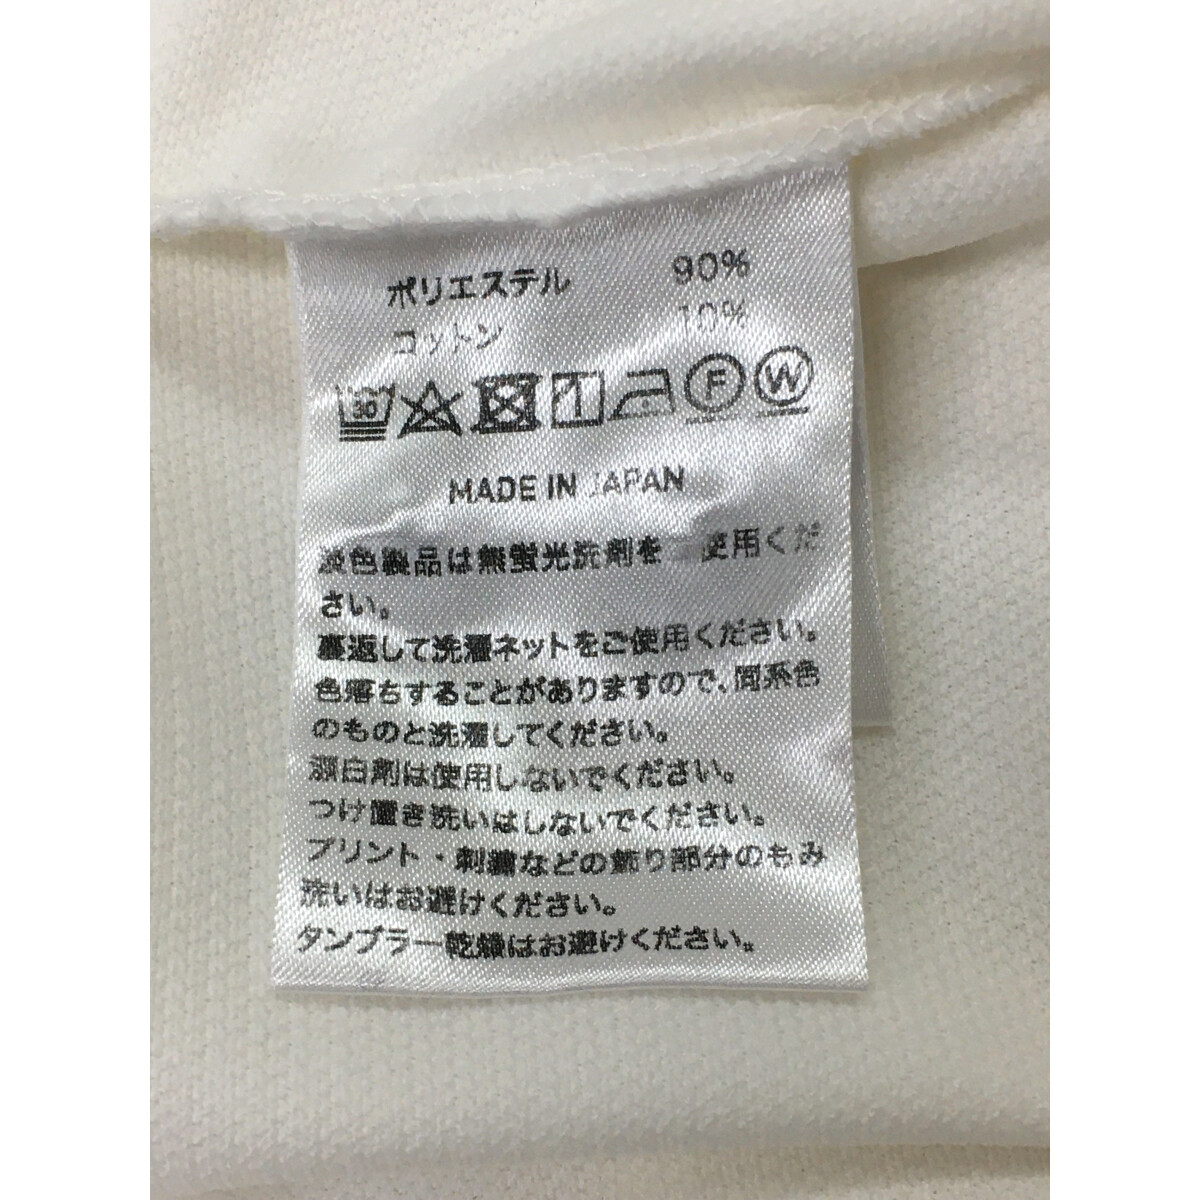 ポリエステル 90%
コットン 10%
30 F W
MADE IN JAPAN
淡色製品は無蛍光洗剤を 使用くだ
さい。
裏返して洗濯ネットをご使用ください。
色落ちすることがありますので、同系色
のものと洗濯してください。
漂白剤は使用しないでください。
つけ置き洗いはしないでください。
プリント・刺繍などの飾り部分のもみ
洗いはお避けください。
タンブラー乾燥はお避けください。